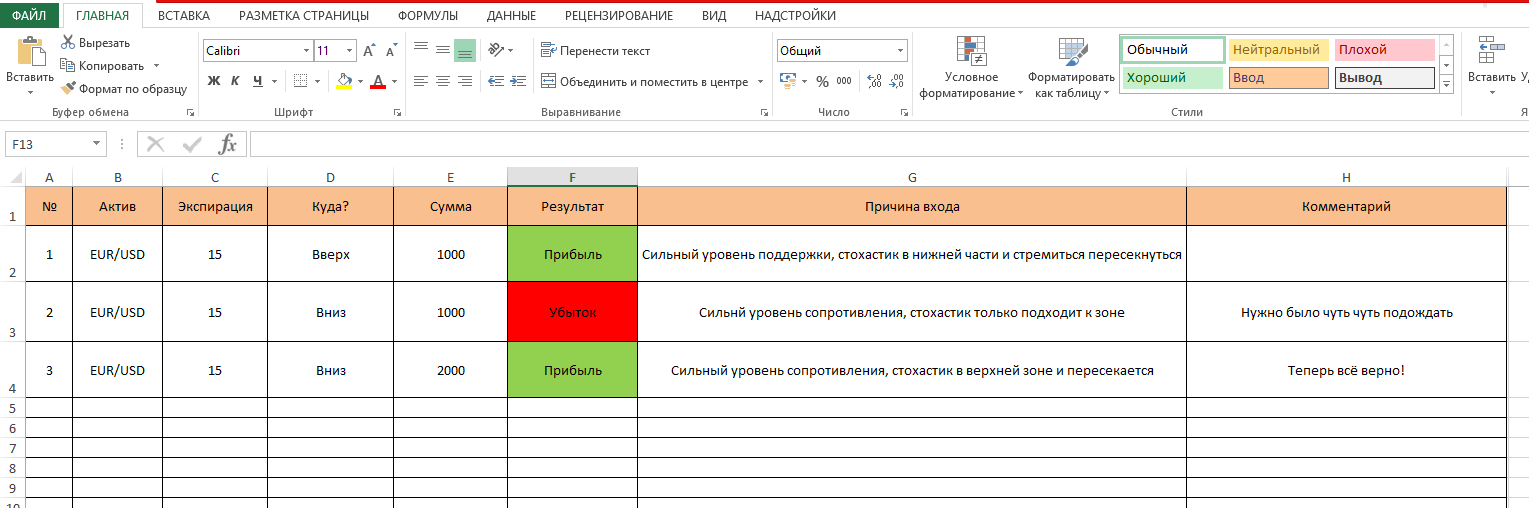 ФАЙЛ ГЛАВНАЯ ВСТАВКА РАЗМЕТКА СТРАНИЦЫ ФОРМУЛЫ ДАННЫЕ РЕЦЕНЗИРОВАНИЕ ВИД НАДСТРОЙКИ
Вставить
Вырезать
Копировать
Формат по образцу
Буфер обмена
Calibri 11
Ж К Ч
Шрифт
Перенести текст
Объединить и поместить в центре
Выравнивание
Общий
% 000
Число
Условное форматирование
Форматировать как таблицу
Обычный Нейтральный Плохой
Хороший Ввод Вывод
Стили
Вставить
F13 fx
A B C D E F G H
1 № Актив Экспирация Куда? Сумма Результат Причина входа Комментарий
2 1 EUR/USD 15 Вверх 1000 Прибыль Сильный уровень поддержки, стохастик в нижней части и стремиться пересекнуться
3 2 EUR/USD 15 Вниз 1000 Убыток Сильнй уровень сопротивления, стохастик только подходит к зоне Нужно было чуть чуть подождать
4 3 EUR/USD 15 Вниз 2000 Прибыль Сильный уровень сопротивления, стохастик в верхней зоне и пересекается Теперь всё верно!
5
6
7
8
9
10